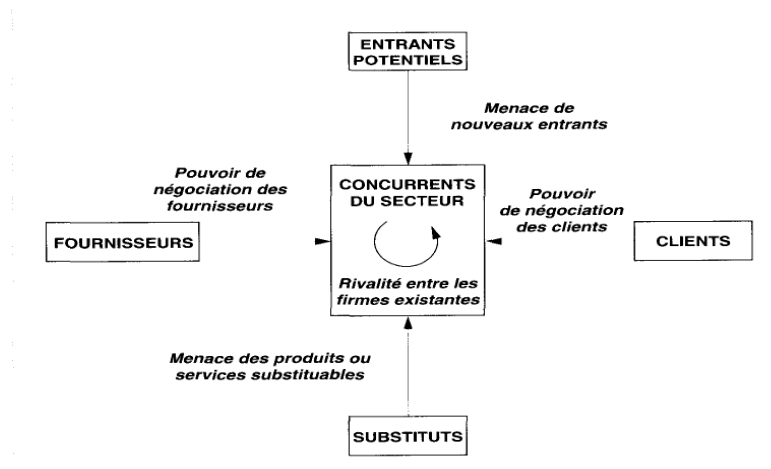 ENTRANTS
POTENTIELS
Menace de
nouveaux entrants
Pouvoir de
négociation des
fournisseurs
CONCURRENTS
DU SECTEUR
Pouvoir
de négociation
des clients
FOURNISSEURS
CLIENTS
Rivalité entre les
firmes existantes
Menace des produits ou
services substituables
SUBSTITUTS